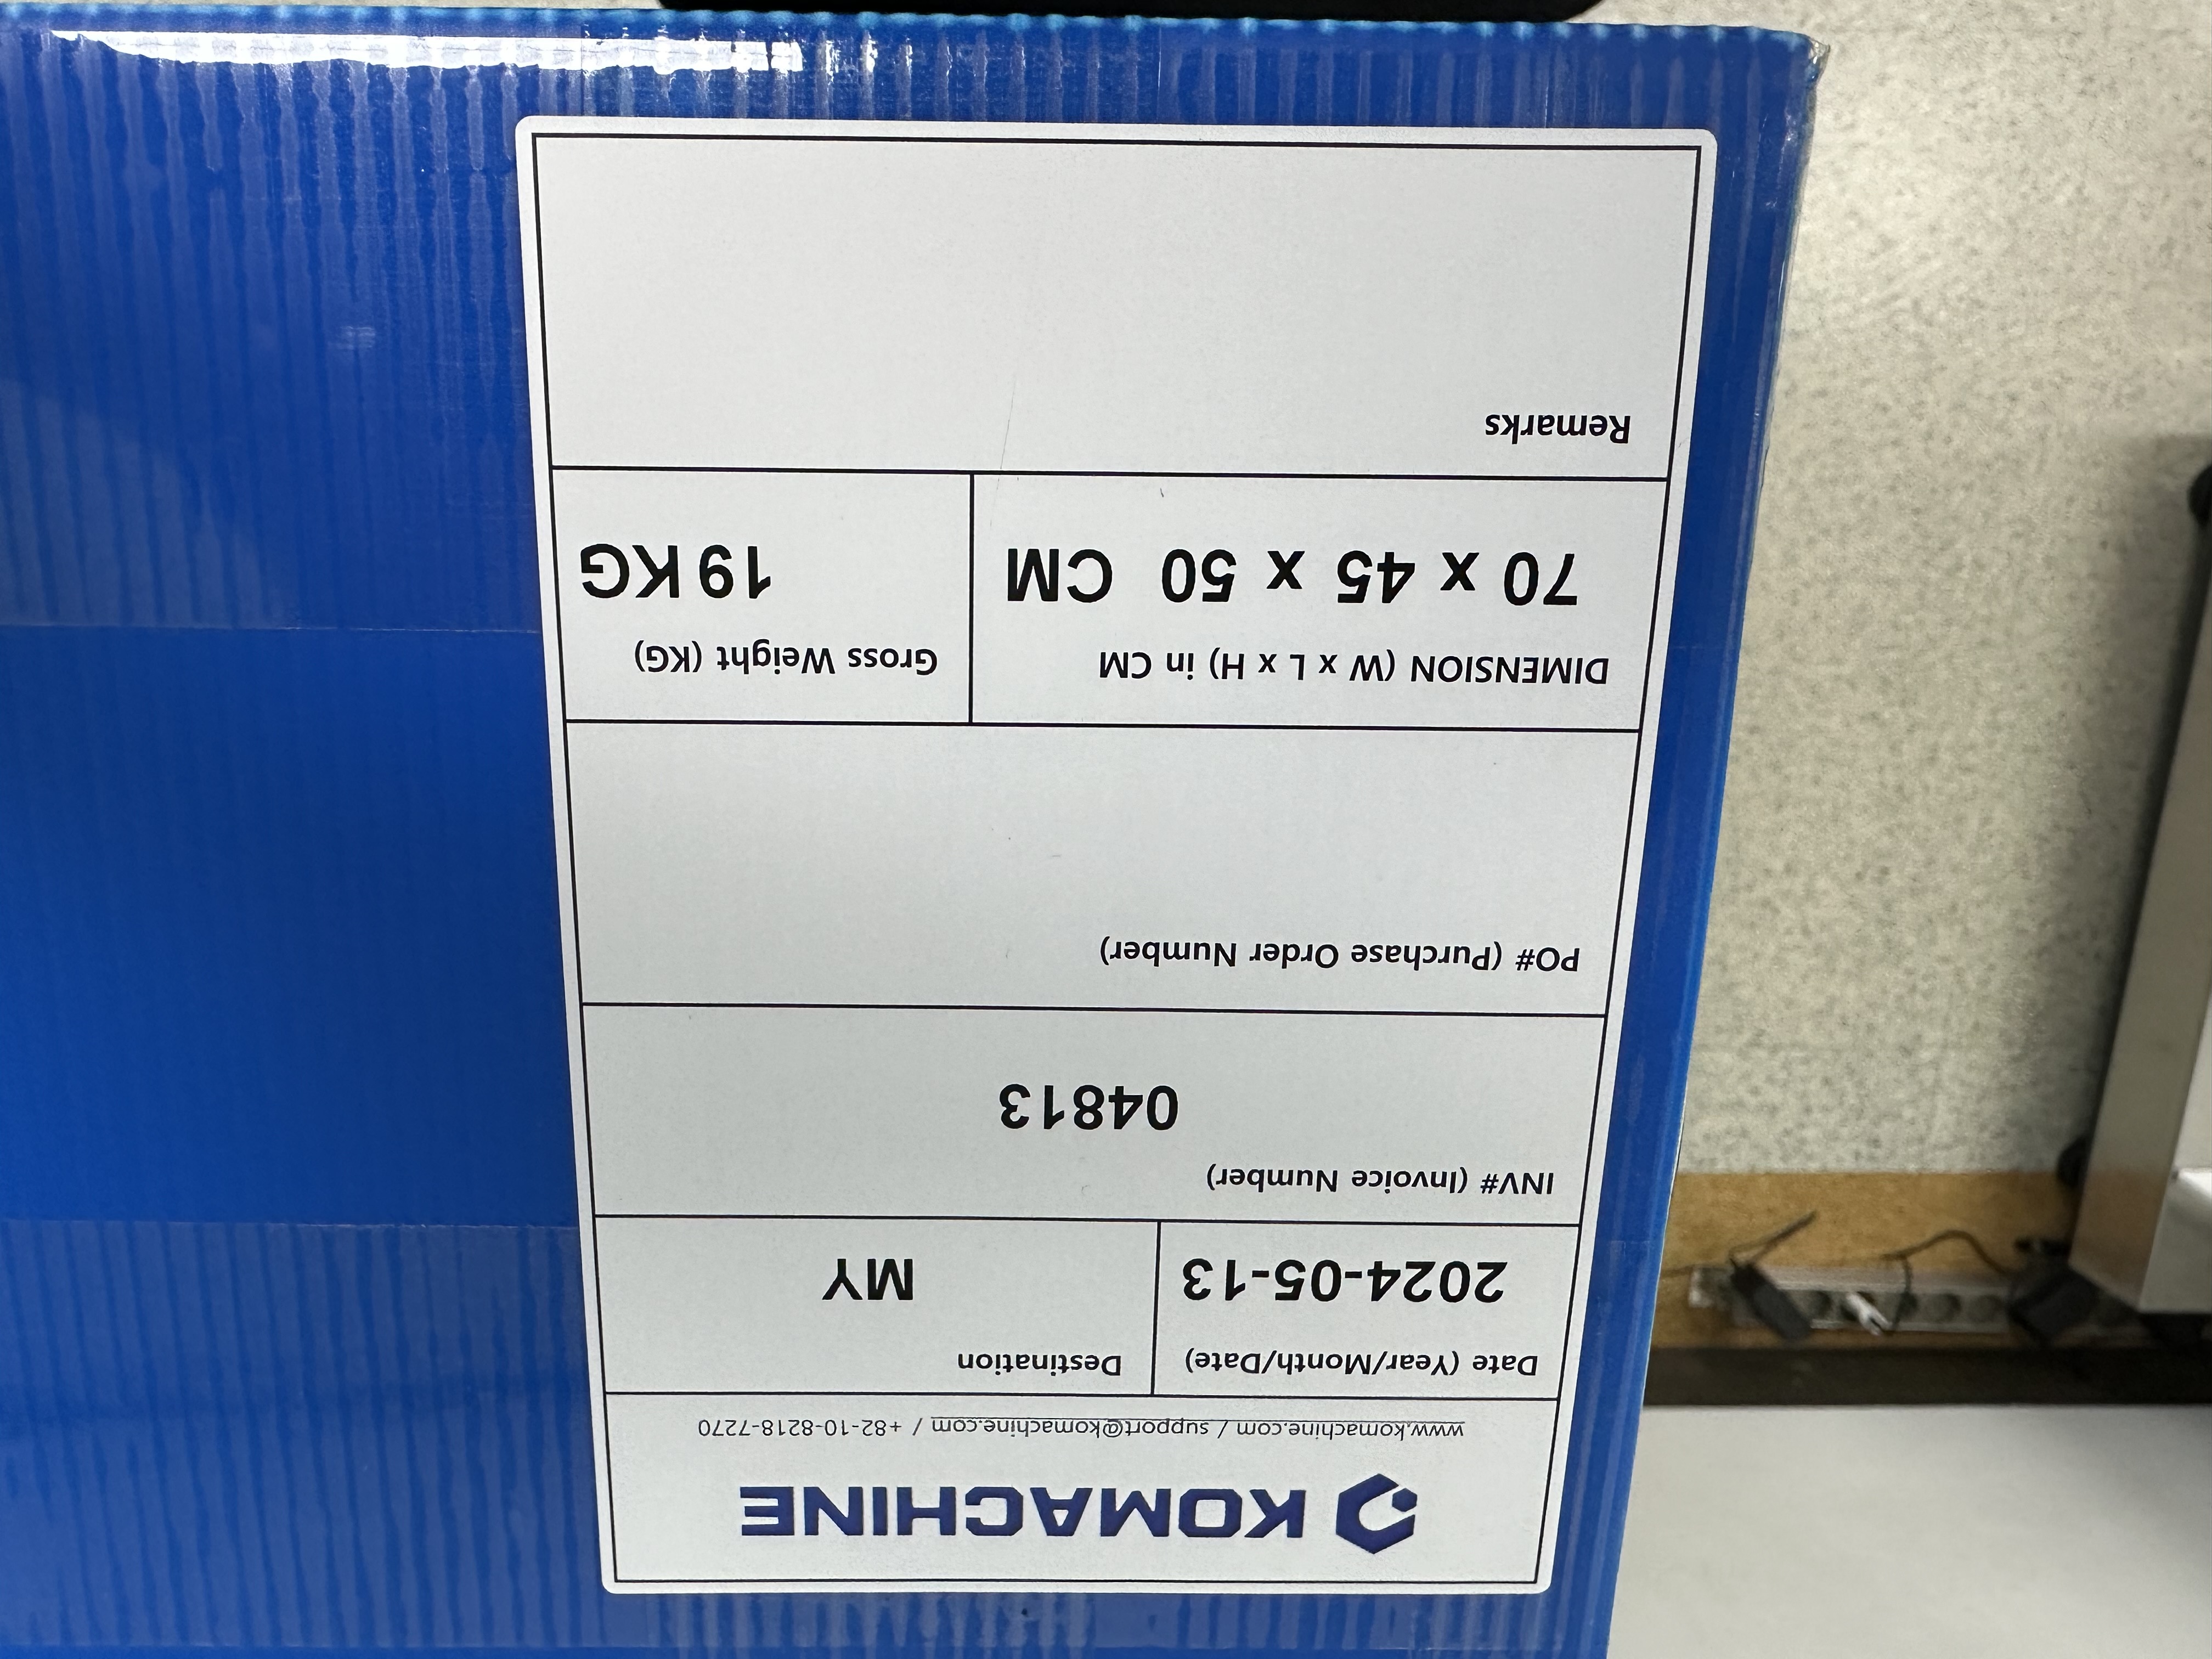 KOMACHINE
www.komachine.com / support@komachine.com / +82-10-8218-7270
Date (Year/Month/Date)
2024-05-13
Destination
MY
INV# (Invoice Number)
04813
PO# (Purchase Order Number)
DIMENSION (W x L x H) in CM
70 x 45 x 50 CM
Gross Weight (KG)
19 KG
Remarks